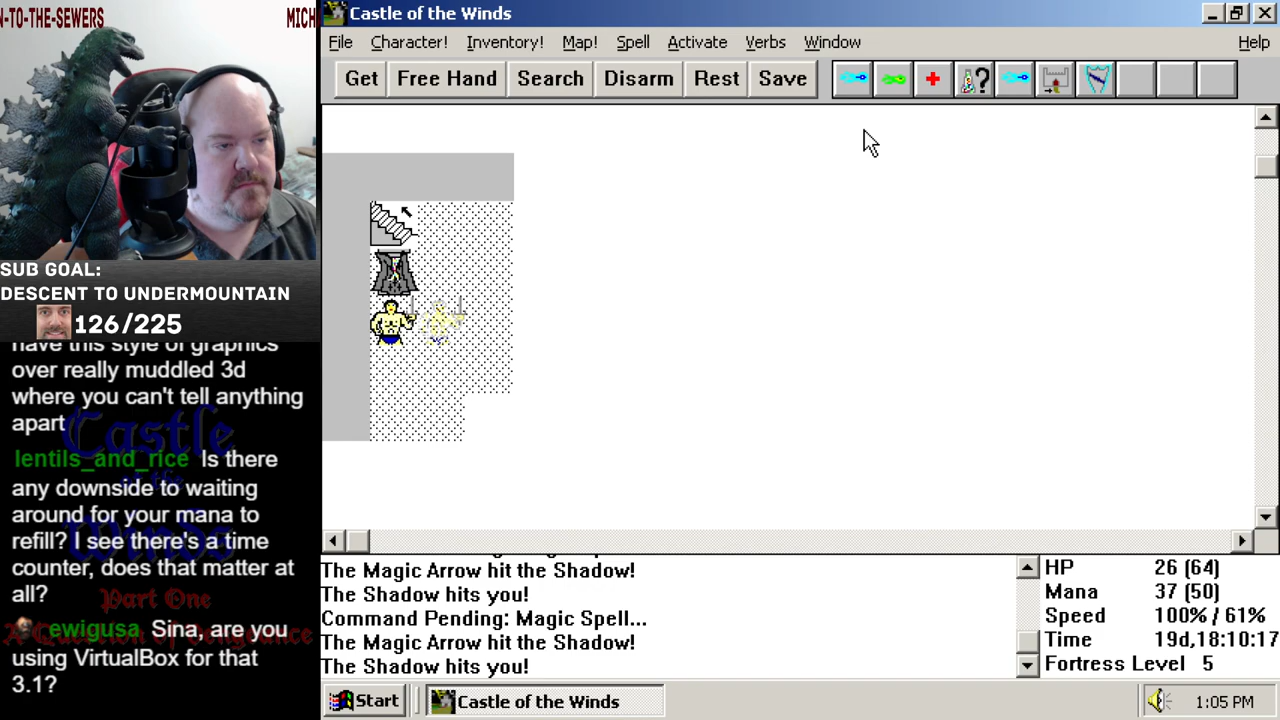 N-TO-THE-SEWERS MICH
SUB GOAL:
DESCENT TO UNDERMOUNTAIN
126/225
have this style of graphics
over really muddled 3d
where you can't tell anything
apart
lentils_and_rice Is there
any downside to waiting
around for your mana to
refill? I see there's a time
counter, does that matter at
all?
ewigusa Sina, are you
using VirtualBox for that
3.1?
Castle
of the
Winds
Part One
Castle of the Winds
File Character! Inventory! Map! Spell Activate Verbs Window Help
Get Free Hand Search Disarm Rest Save
The Magic Arrow hit the Shadow!
The Shadow hits you!
Command Pending: Magic Spell...
The Magic Arrow hit the Shadow!
The Shadow hits you!
HP 26 (64)
Mana 37 (50)
Speed 100% / 61%
Time 19d,18:10:17
Fortress Level 5
Start Castle of the Winds 1:05 PM